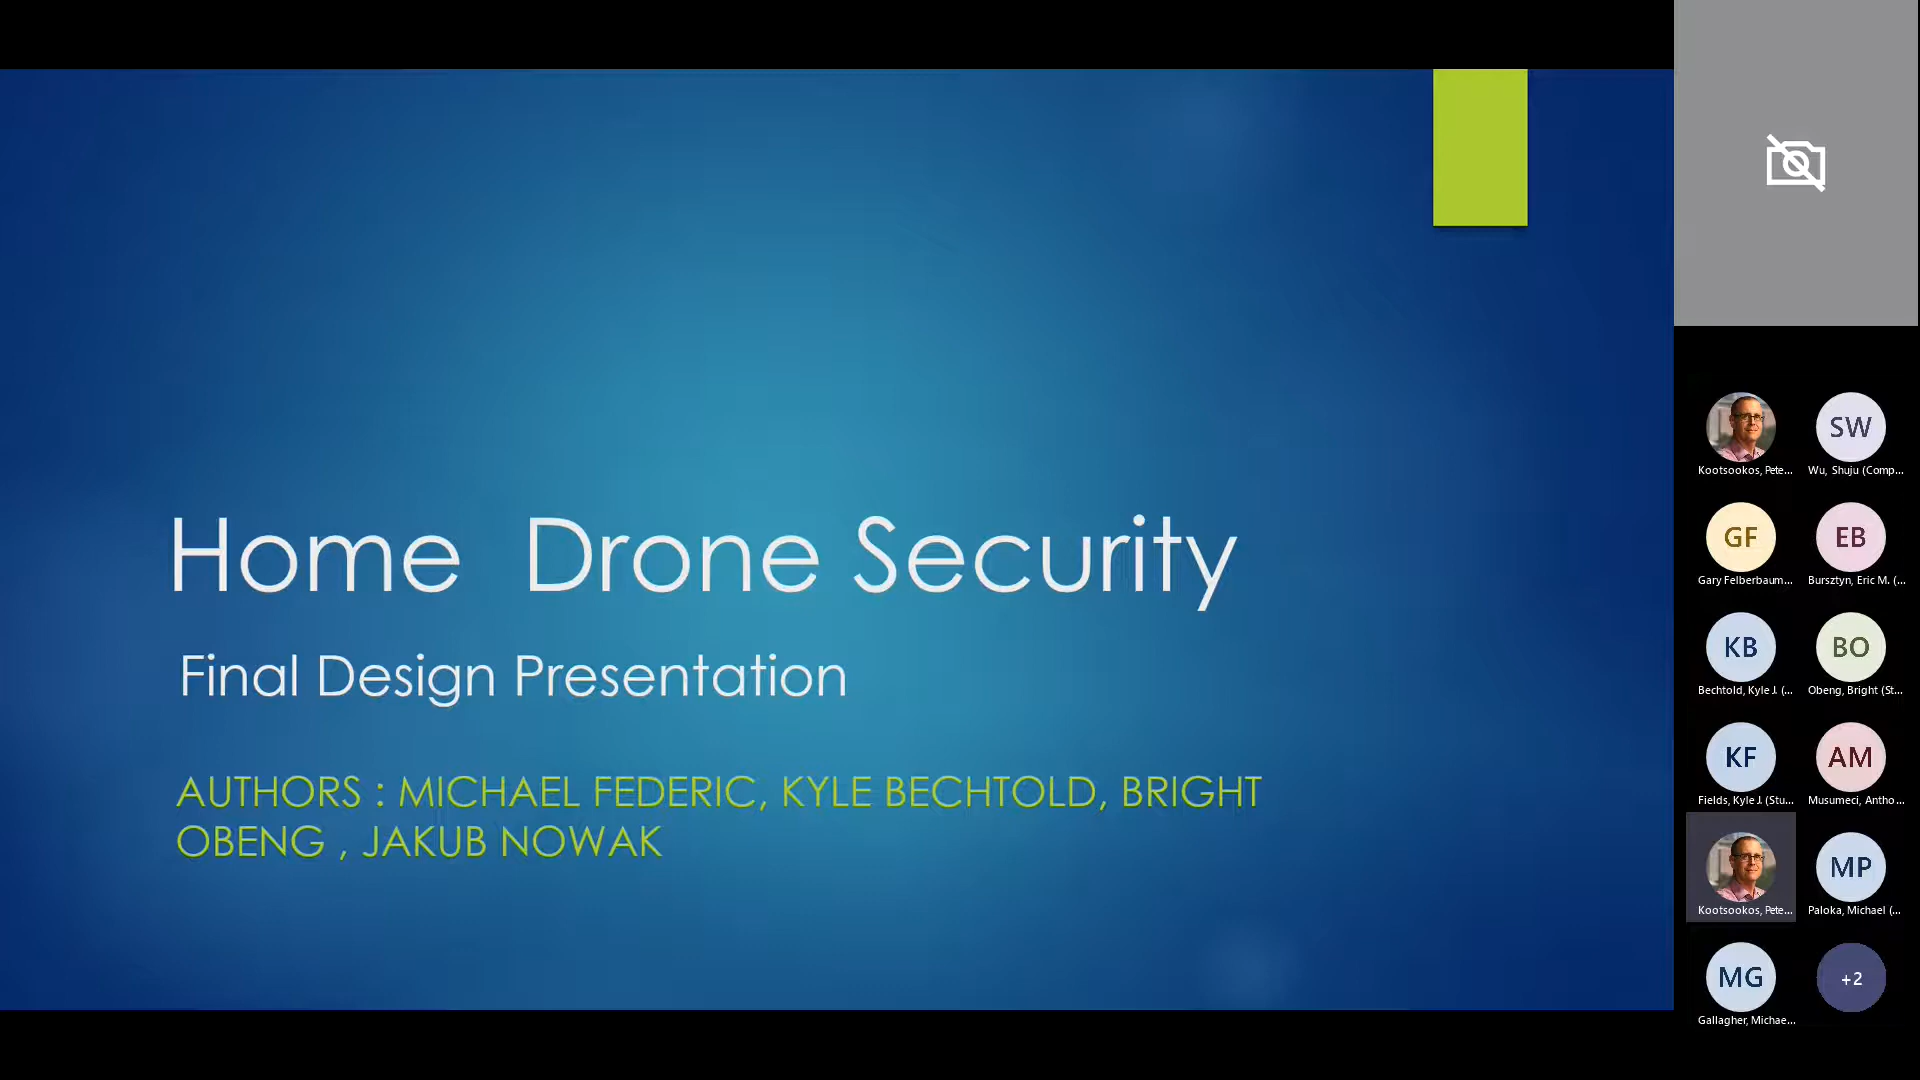 Home Drone Security
Final Design Presentation
AUTHORS : MICHAEL FEDERIC, KYLE BECHTOLD, BRIGHT
OBENG , JAKUB NOWAK
Kootsookos, Pete...
SW
Wu, Shuju (Comp...
GF
Gary Felberbaum...
EB
Bursztyn, Eric M. (...
KB
Bechtold, Kyle J. (...
BO
Obeng, Bright (St...
KF
Fields, Kyle J. (Stu...
AM
Musumeci, Antho...
Kootsookos, Pete...
MP
Paloka, Michael (...
MG
Gallagher, Michae...
+2